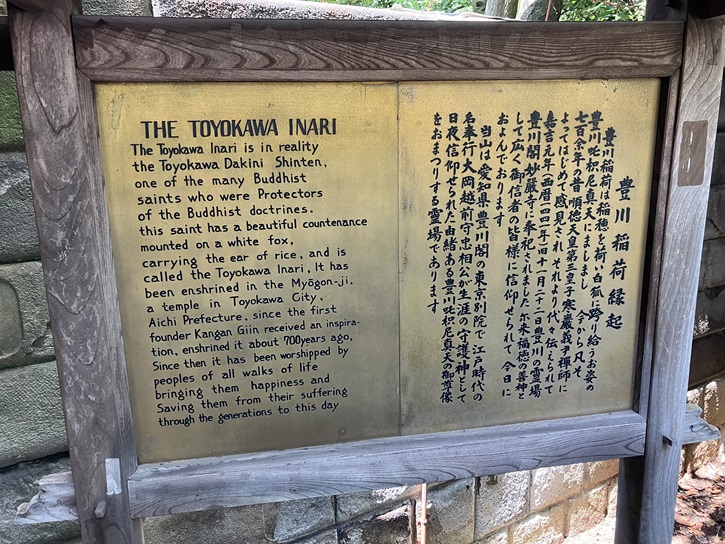 THE TOYOKAWA INARI
The Toyokawa Inari is in reality
the Toyokawa Dakini Shinten,
one of the many Buddhist
saints who were Protectors
of the Buddhist doctrines.
this saint has a beautiful countenance
mounted on a white fox,
carrying the ear of rice, and is
called the Toyokawa Inari, It has
been enshrined in the Myōgon-ji,
a temple in Toyokawa City,
Aichi Prefecture, since the first
founder Kangan Giin received an inspira-
tion, enshrined it about 700years ago.
Since then it has been worshipped by
peoples of all walks of life
bringing them happiness and
Saving them from their suffering
through the generations to this day
豊川稲荷縁起
豊川稲荷は稲穂を荷い白狐に跨り給うお姿の
豊川吒枳尼真天にましまし 今から凡そ
七百余年の昔 順徳天皇第三皇子寒巌義尹禅師に
よってはじめて感見され それより代々伝えられて
嘉吉元年(西暦一四四一年)十一月二十二日豊川の霊場
豊川閣妙厳寺に奉祀されました 尓来福徳の善神と
して広く御信者の皆様に信仰せられて 今日に
およんでおります
当山は愛知県豊川閣の東京別院で 江戸時代の
名奉行大岡越前守忠相公が生涯の守護神として
日夜信仰せられた由緒ある豊川吒枳尼真天の御尊像
をおまつりする霊場であります